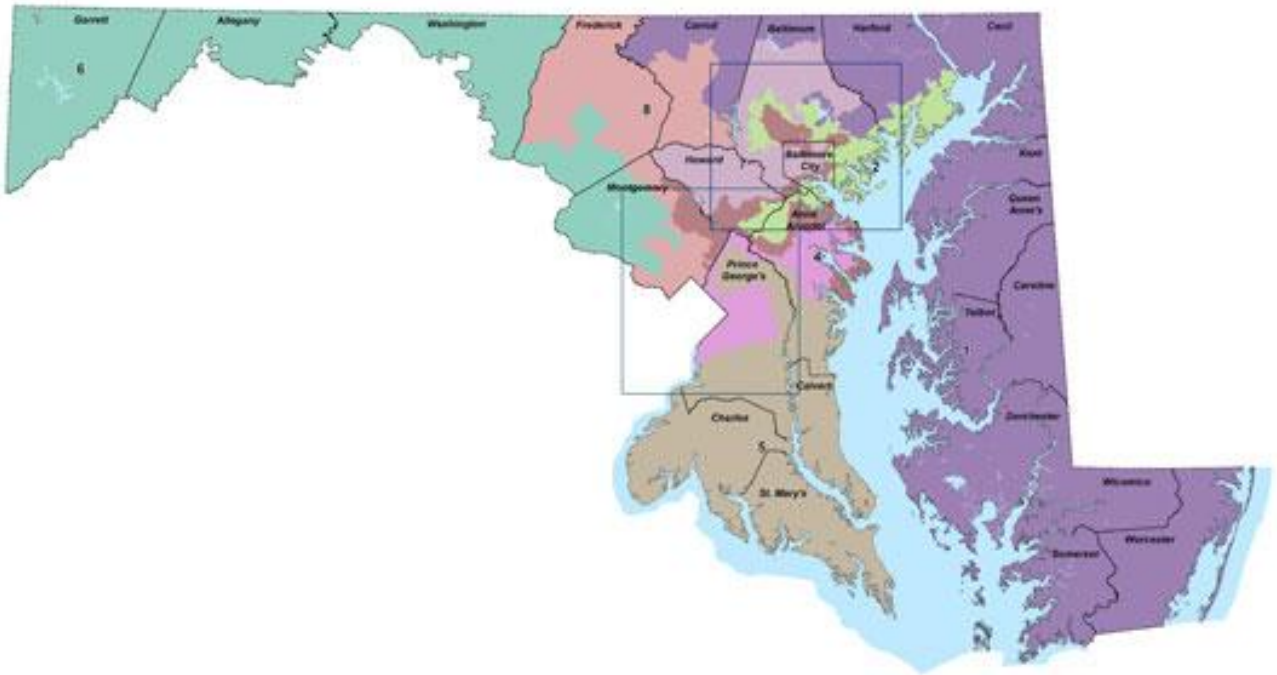 Garrett
Allegany
Washington
Frederick
Carroll
Baltimore
Harford
Cecil
6
8
Howard
Baltimore
City
2
Kent
Queen
Anne's
Montgomery
Anne
Arundel
4
Prince
George's
Caroline
Talbot
1
Calvert
Charles
5
St. Mary's
Dorchester
Wicomico
Worcester
Somerset